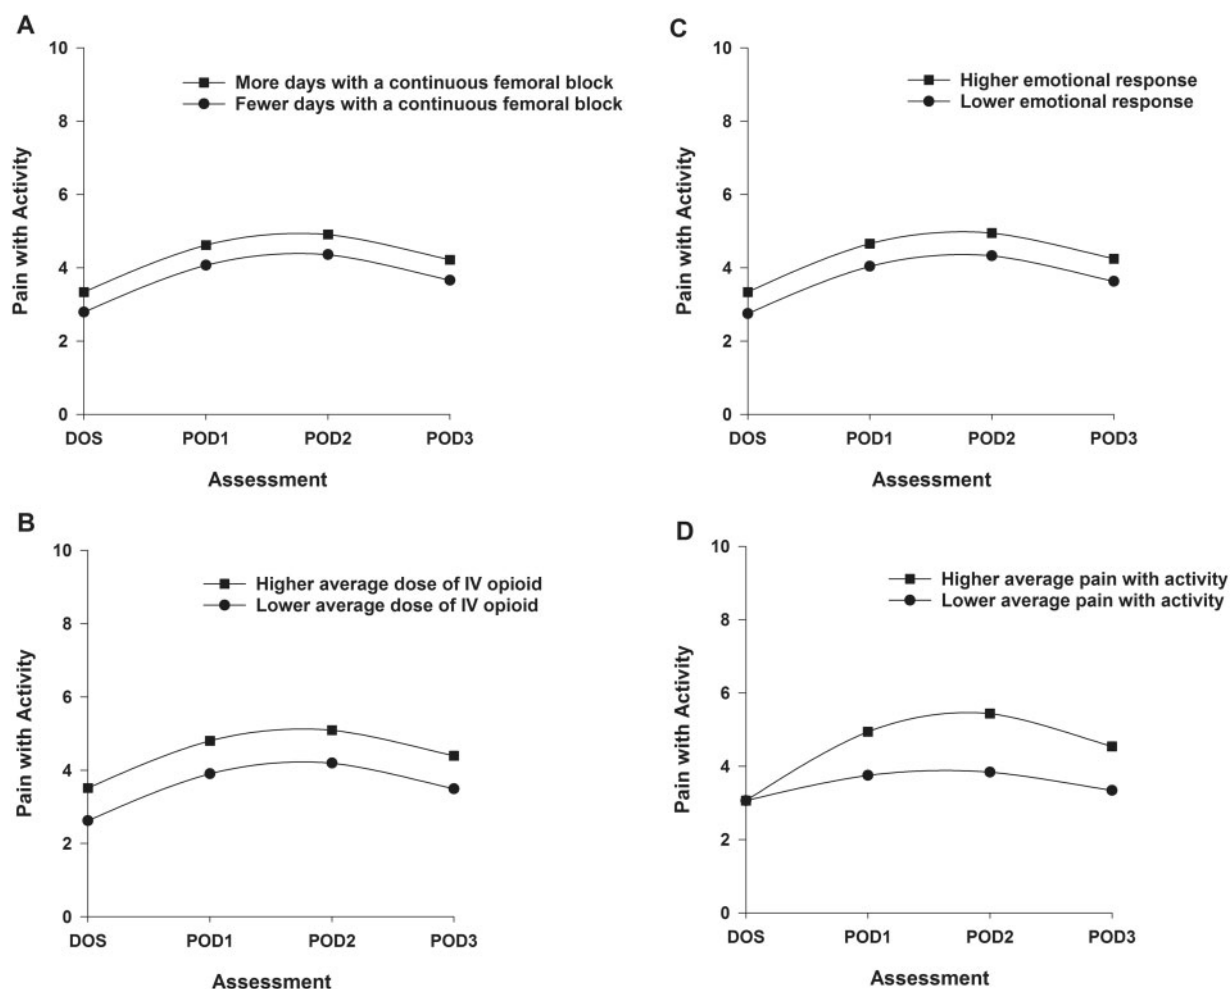 A
10
8
6
4
2
0
Pain with Activity
More days with a continuous femoral block
Fewer days with a continuous femoral block
DOS POD1 POD2 POD3
Assessment
C
10
8
6
4
2
0
Pain with Activity
Higher emotional response
Lower emotional response
DOS POD1 POD2 POD3
Assessment
B
10
8
6
4
2
0
Pain with Activity
Higher average dose of IV opioid
Lower average dose of IV opioid
DOS POD1 POD2 POD3
Assessment
D
10
8
6
4
2
0
Pain with Activity
Higher average pain with activity
Lower average pain with activity
DOS POD1 POD2 POD3
Assessment